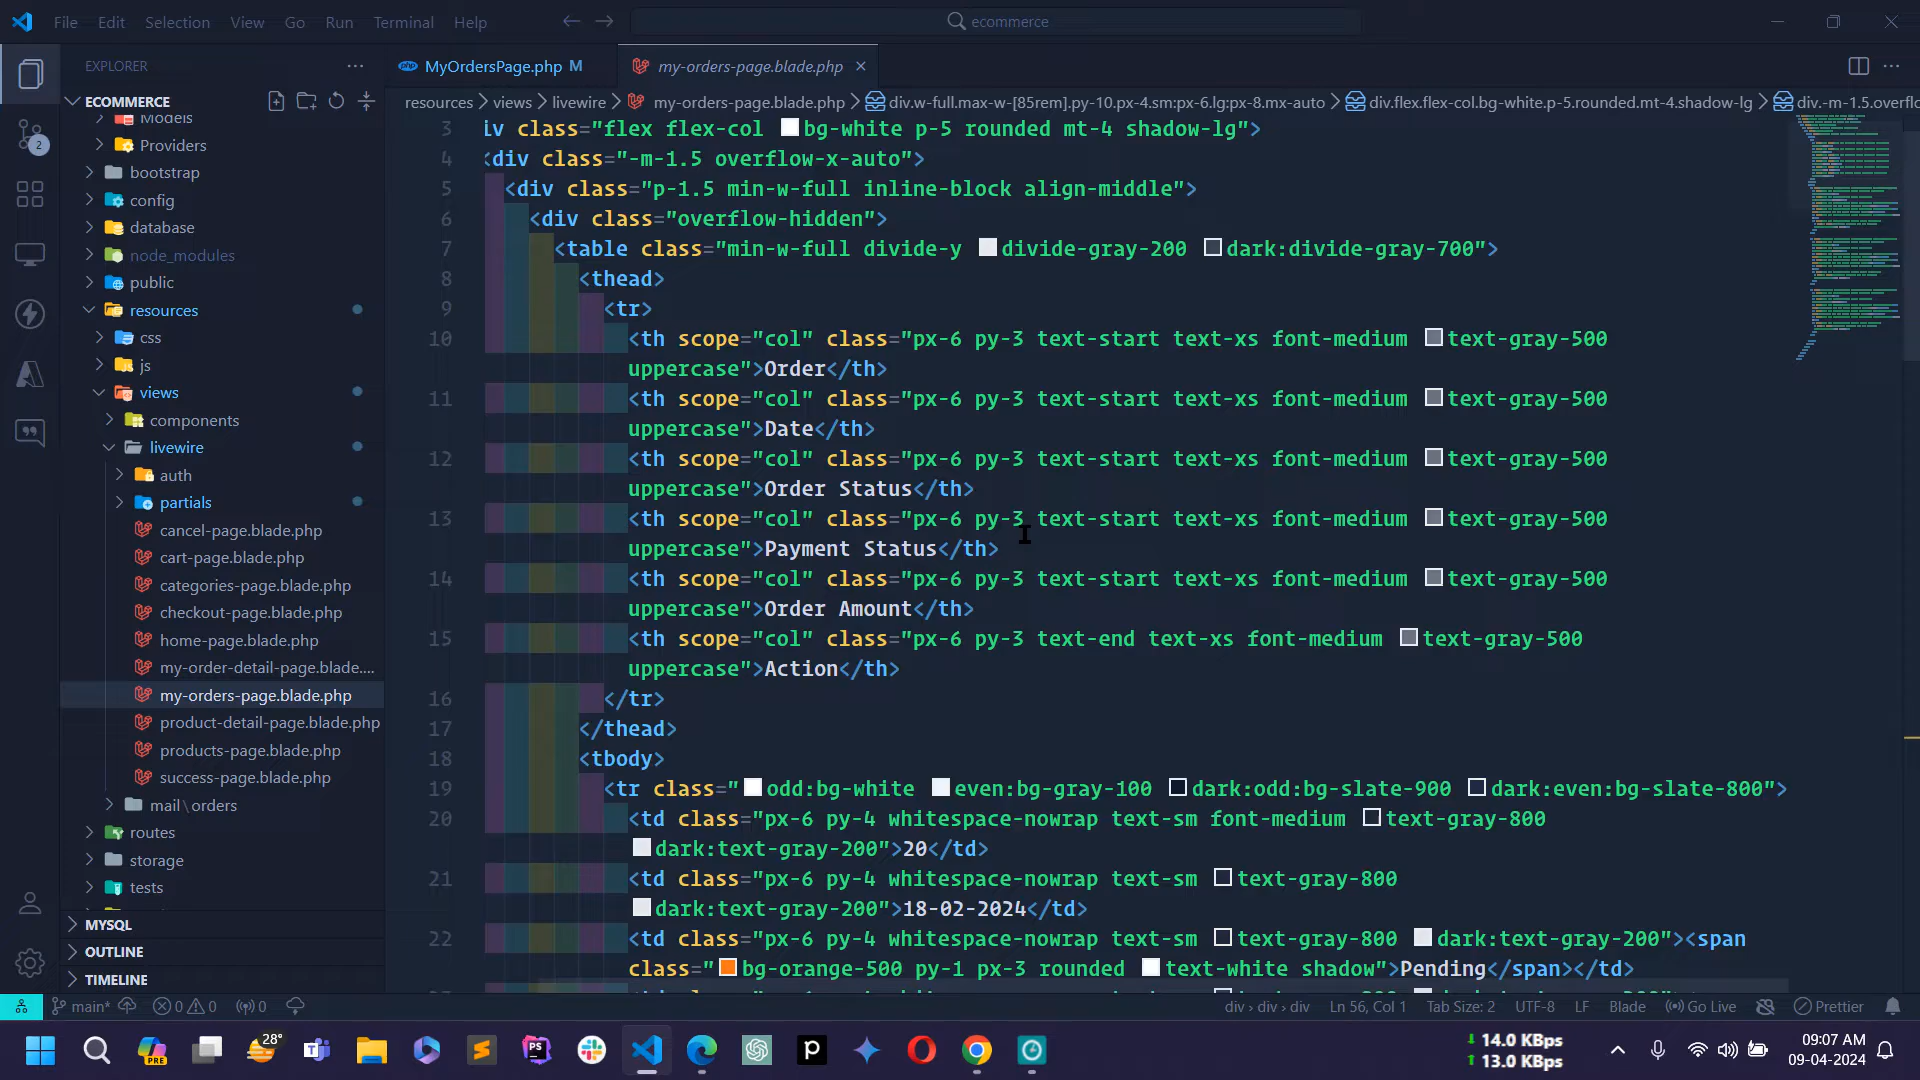 File Edit Selection View Go Run Terminal Help
ecommerce
EXPLORER
ECOMMERCE
Models
Providers
bootstrap
config
database
node_modules
public
resources
css
js
views
components
livewire
auth
partials
cancel-page.blade.php
cart-page.blade.php
categories-page.blade.php
checkout-page.blade.php
home-page.blade.php
my-order-detail-page.blade....
my-orders-page.blade.php
product-detail-page.blade.php
products-page.blade.php
success-page.blade.php
mail\orders
routes
storage
tests
MYSQL
OUTLINE
TIMELINE
2
MyOrdersPage.php M
my-orders-page.blade.php
resources > views > livewire > my-orders-page.blade.php > div.w-full.max-w-[85rem].py-10.px-4.sm:px-6.lg:px-8.mx-auto > div.flex.flex-col.bg-white.p-5.rounded.mt-4.shadow-lg > div.-m-1.5.overflo
3 iv class="flex flex-col bg-white p-5 rounded mt-4 shadow-lg">
4 <div class="-m-1.5 overflow-x-auto">
5 <div class="p-1.5 min-w-full inline-block align-middle">
6 <div class="overflow-hidden">
7 <table class="min-w-full divide-y divide-gray-200 dark:divide-gray-700">
8 <thead>
9 <tr>
10 <th scope="col" class="px-6 py-3 text-start text-xs font-medium text-gray-500
uppercase">Order</th>
11 <th scope="col" class="px-6 py-3 text-start text-xs font-medium text-gray-500
uppercase">Date</th>
12 <th scope="col" class="px-6 py-3 text-start text-xs font-medium text-gray-500
uppercase">Order Status</th>
13 <th scope="col" class="px-6 py-3 text-start text-xs font-medium text-gray-500
uppercase">Payment Status</th>
14 <th scope="col" class="px-6 py-3 text-start text-xs font-medium text-gray-500
uppercase">Order Amount</th>
15 <th scope="col" class="px-6 py-3 text-end text-xs font-medium text-gray-500
uppercase">Action</th>
16 </tr>
17 </thead>
18 <tbody>
19 <tr class="odd:bg-white even:bg-gray-100 dark:odd:bg-slate-900 dark:even:bg-slate-800">
20 <td class="px-6 py-4 whitespace-nowrap text-sm font-medium text-gray-800
dark:text-gray-200">20</td>
21 <td class="px-6 py-4 whitespace-nowrap text-sm text-gray-800
dark:text-gray-200">18-02-2024</td>
22 <td class="px-6 py-4 whitespace-nowrap text-sm text-gray-800 dark:text-gray-200"><span
class="bg-orange-500 py-1 px-3 rounded text-white shadow">Pending</span></td>
main* 0 0 0 div > div > div Ln 56, Col 1 Tab Size: 2 UTF-8 LF Blade Go Live Prettier
PRE
28°
PS
p
14.0 KBps
13.0 KBps
09:07 AM
09-04-2024